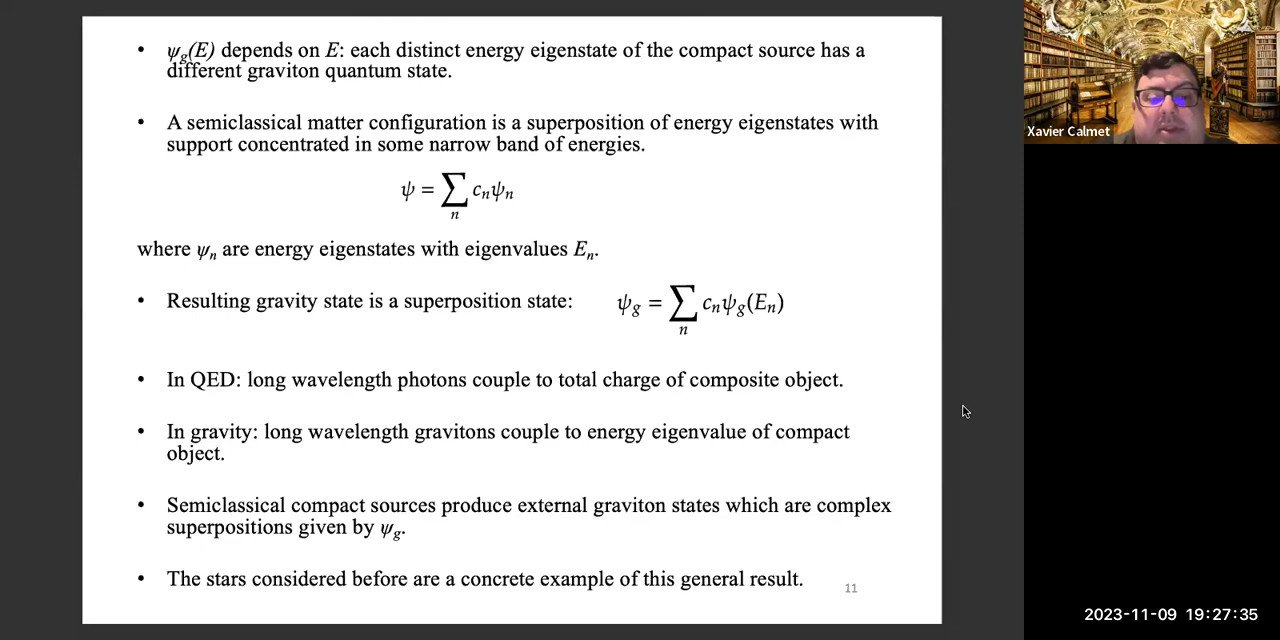 • ψg(E) depends on E: each distinct energy eigenstate of the compact source has a
different graviton quantum state.
• A semiclassical matter configuration is a superposition of energy eigenstates with
support concentrated in some narrow band of energies.
ψ = ∑n cnψn
where ψn are energy eigenstates with eigenvalues En.
• Resulting gravity state is a superposition state: ψg = ∑n cnψg(En)
• In QED: long wavelength photons couple to total charge of composite object.
• In gravity: long wavelength gravitons couple to energy eigenvalue of compact
object.
• Semiclassical compact sources produce external graviton states which are complex
superpositions given by ψg.
• The stars considered before are a concrete example of this general result.
11
Xavier Calmet
2023-11-09 19:27:35